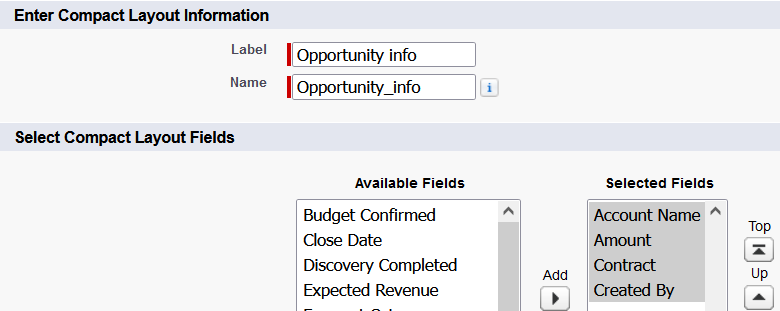 Enter Compact Layout Information
Label Opportunity info
Name Opportunity_info i
Select Compact Layout Fields
Available Fields Selected Fields
Budget Confirmed Account Name
Close Date Amount Top
Discovery Completed Contract
Expected Revenue Add Created By Up